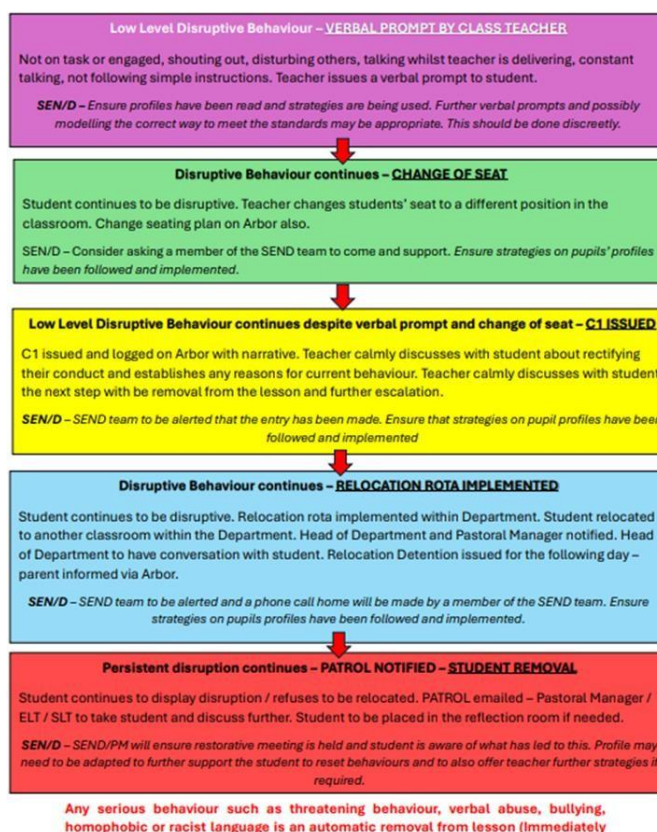 Low Level Disruptive Behaviour – VERBAL PROMPT BY CLASS TEACHER
Not on task or engaged, shouting out, disturbing others, talking whilst teacher is delivering, constant
talking, not following simple instructions. Teacher issues a verbal prompt to student.
SEN/D – Ensure profiles have been read and strategies are being used. Further verbal prompts and possibly
modelling the correct way to meet the standards may be appropriate. This should be done discreetly.
Disruptive Behaviour continues – CHANGE OF SEAT
Student continues to be disruptive. Teacher changes students' seat to a different position in the
classroom. Change seating plan on Arbor also.
SEN/D – Consider asking a member of the SEND team to come and support. Ensure strategies on pupils' profiles
have been followed and implemented.
Low Level Disruptive Behaviour continues despite verbal prompt and change of seat – C1 ISSUED
C1 issued and logged on Arbor with narrative. Teacher calmly discusses with student about rectifying
their conduct and establishes any reasons for current behaviour. Teacher calmly discusses with student
the next step with be removal from the lesson and further escalation.
SEN/D – SEND team to be alerted that the entry has been made. Ensure that strategies on pupil profiles have been
followed and implemented
Disruptive Behaviour continues – RELOCATION ROTA IMPLEMENTED
Student continues to be disruptive. Relocation rota implemented within Department. Student relocated
to another classroom within the Department. Head of Department and Pastoral Manager notified. Head
of Department to have conversation with student. Relocation Detention issued for the following day –
parent informed via Arbor.
SEN/D – SEND team to be alerted and a phone call home will be made by a member of the SEND team. Ensure
strategies on pupils profiles have been followed and implemented.
Persistent disruption continues – PATROL NOTIFIED – STUDENT REMOVAL
Student continues to display disruption / refuses to be relocated. PATROL emailed – Pastoral Manager /
ELT / SLT to take student and discuss further. Student to be placed in the reflection room if needed.
SEN/D – SEND/PM will ensure restorative meeting is held and student is aware of what has led to this. Profile may
need to be adapted to further support the student to reset behaviours and to also offer teacher further strategies if
required.
Any serious behaviour such as threatening behaviour, verbal abuse, bullying,
homophobic or racist language is an automatic removal from lesson (Immediately